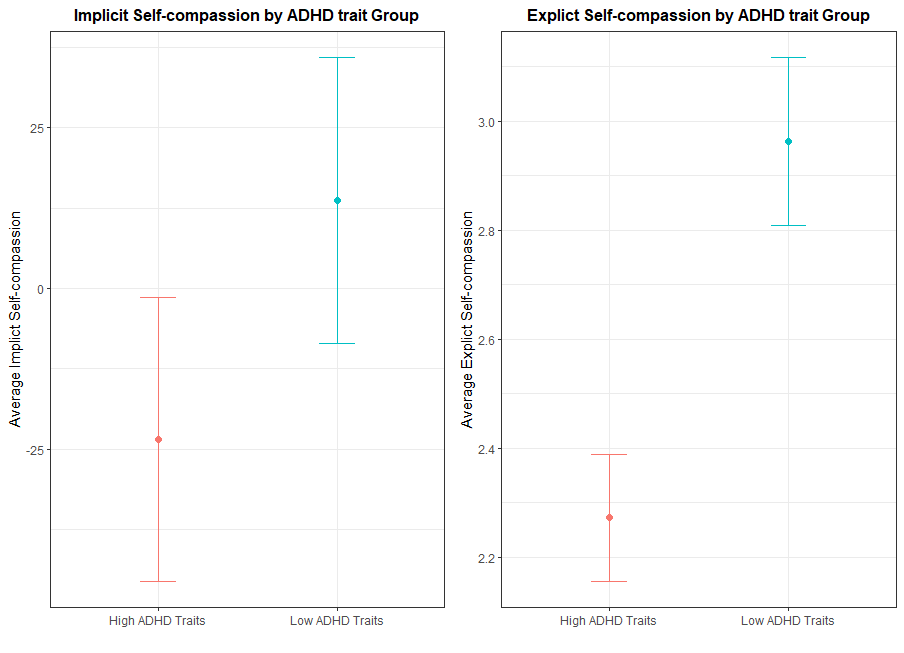 Implicit Self-compassion by ADHD trait Group
Average Implict Self-compassion
25
0
-25
High ADHD Traits
Low ADHD Traits
Explict Self-compassion by ADHD trait Group
Average Explict Self-compassion
3.0
2.8
2.6
2.4
2.2
High ADHD Traits
Low ADHD Traits